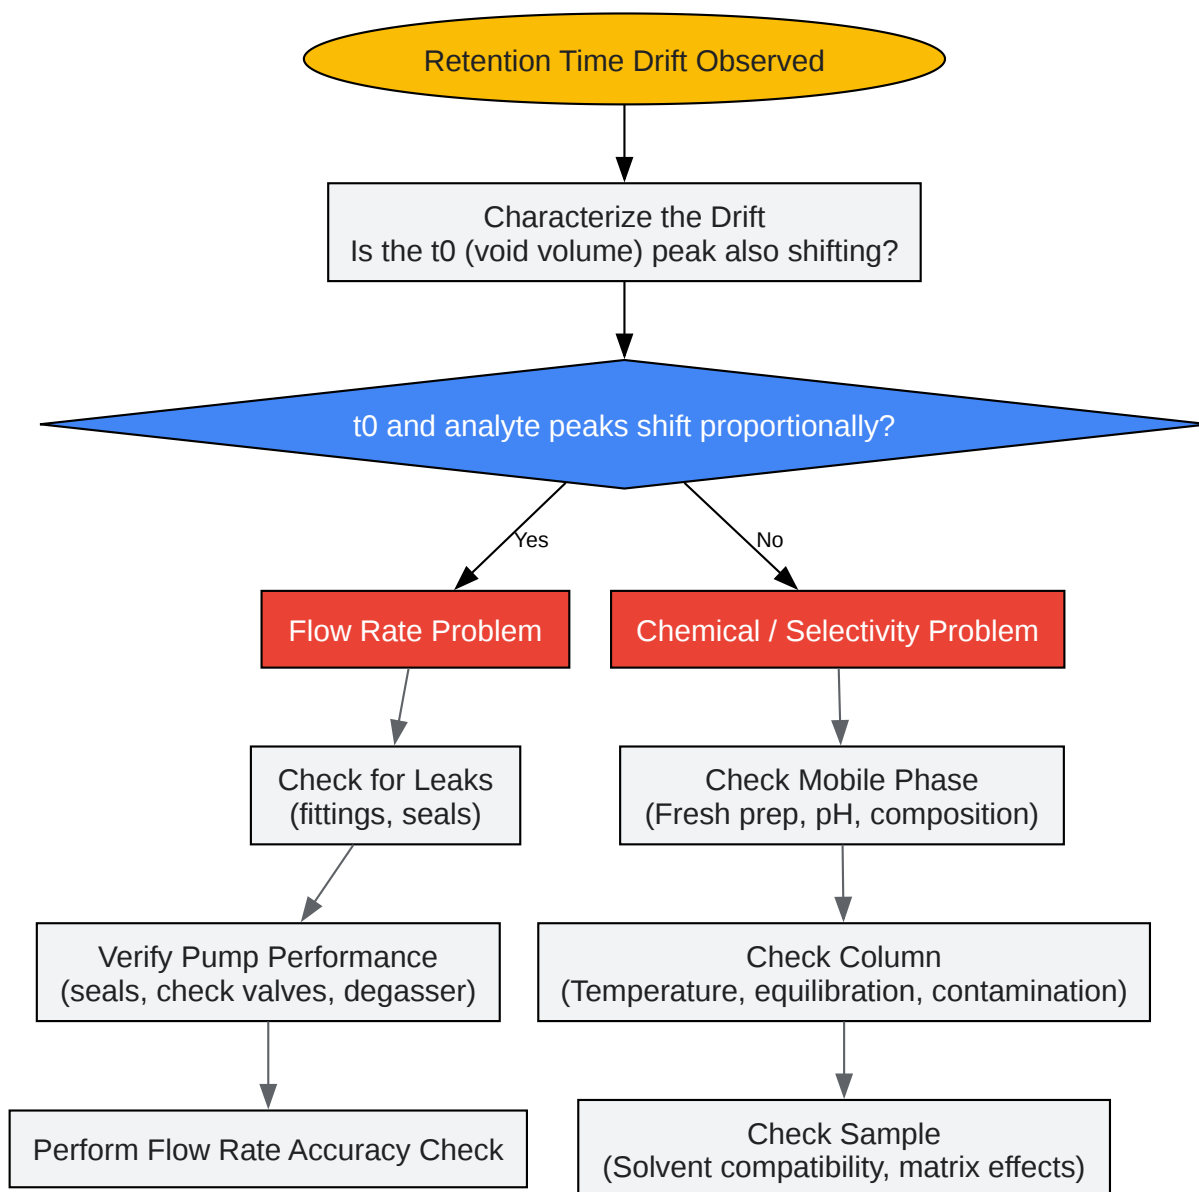 Retention Time Drift Observed
Characterize the Drift
Is the t0 (void volume) peak also shifting?
t0 and analyte peaks shift proportionally?
Yes
No
Flow Rate Problem
Chemical / Selectivity Problem
Check for Leaks
(fittings, seals)
Check Mobile Phase
(Fresh prep, pH, composition)
Verify Pump Performance
(seals, check valves, degasser)
Check Column
(Temperature, equilibration, contamination)
Perform Flow Rate Accuracy Check
Check Sample
(Solvent compatibility, matrix effects)